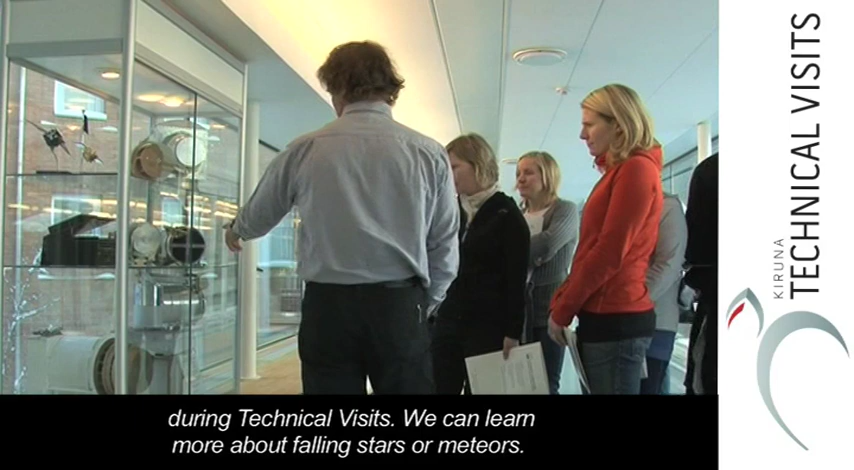 KIRUNA
TECHNICAL VISITS
during Technical Visits. We can learn
more about falling stars or meteors.